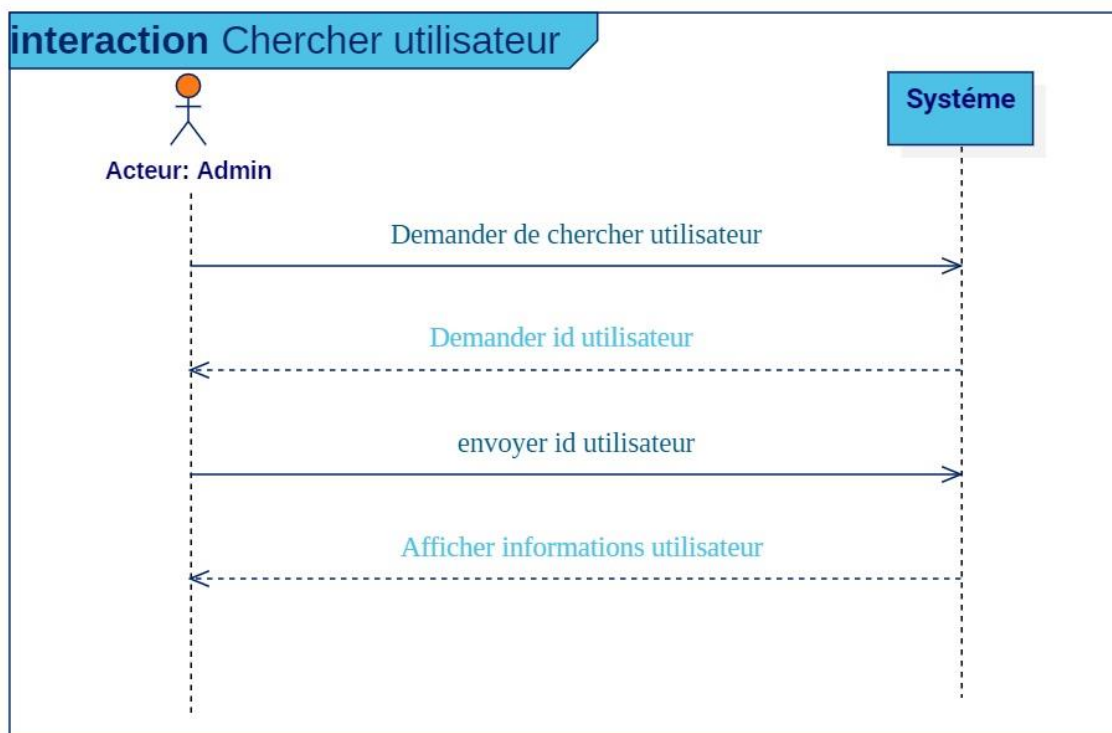 interaction Chercher utilisateur
Systéme
Acteur: Admin
Demander de chercher utilisateur
Demander id utilisateur
envoyer id utilisateur
Afficher informations utilisateur